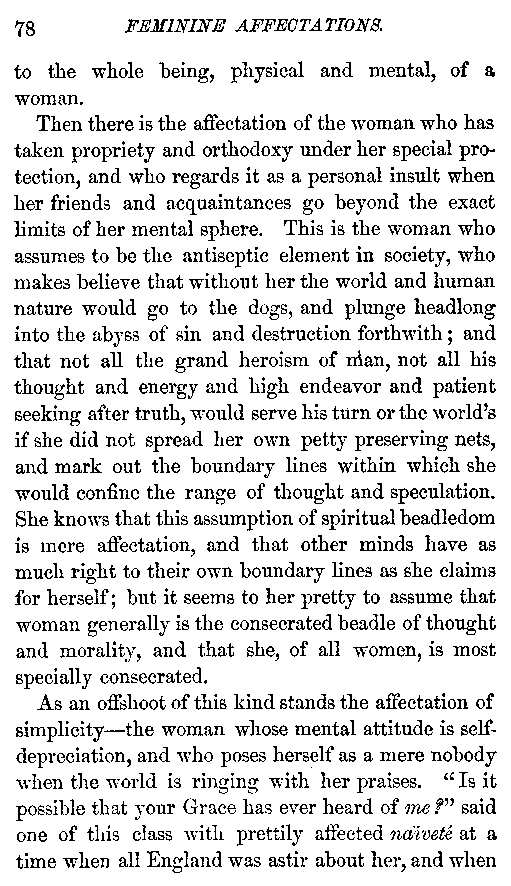 78 FEMININE AFFECTATIONS.
to the whole being, physical and mental, of a
woman.
Then there is the affectation of the woman who has
taken propriety and orthodoxy under her special pro-
tection, and who regards it as a personal insult when
her friends and acquaintances go beyond the exact
limits of her mental sphere. This is the woman who
assumes to be the antiseptic element in society, who
makes believe that without her the world and human
nature would go to the dogs, and plunge headlong
into the abyss of sin and destruction forthwith; and
that not all the grand heroism of man, not all his
thought and energy and high endeavor and patient
seeking after truth, would serve his turn or the world's
if she did not spread her own petty preserving nets,
and mark out the boundary lines within which she
would confine the range of thought and speculation.
She knows that this assumption of spiritual beadledom
is mere affectation, and that other minds have as
much right to their own boundary lines as she claims
for herself; but it seems to her pretty to assume that
woman generally is the consecrated beadle of thought
and morality, and that she, of all women, is most
specially consecrated.
As an offshoot of this kind stands the affectation of
simplicity—the woman whose mental attitude is self-
depreciation, and who poses herself as a mere nobody
when the world is ringing with her praises. "Is it
possible that your Grace has ever heard of me?" said
one of this class with prettily affected naïveté at a
time when all England was astir about her, and when